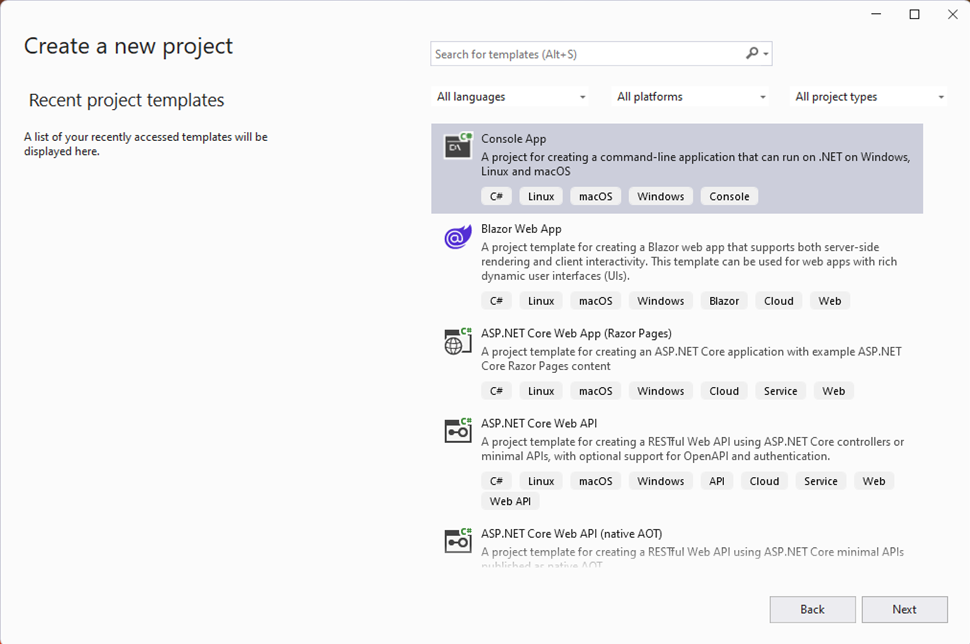 Create a new project
Recent project templates
A list of your recently accessed templates will be
displayed here.
Search for templates (Alt+S)
All languages
All platforms
All project types
Console App
A project for creating a command-line application that can run on .NET on Windows,
Linux and macOS
C# Linux macOS Windows Console
Blazor Web App
A project template for creating a Blazor web app that supports both server-side
rendering and client interactivity. This template can be used for web apps with rich
dynamic user interfaces (UIs).
C# Linux macOS Windows Blazor Cloud Web
ASP.NET Core Web App (Razor Pages)
A project template for creating an ASP.NET Core application with example ASP.NET
Core Razor Pages content
C# Linux macOS Windows Cloud Service Web
ASP.NET Core Web API
A project template for creating a RESTful Web API using ASP.NET Core controllers or
minimal APIs, with optional support for OpenAPI and authentication.
C# Linux macOS Windows API Cloud Service Web
Web API
ASP.NET Core Web API (native AOT)
A project template for creating a RESTful Web API using ASP.NET Core minimal APIs
published as native AOT.
Back
Next